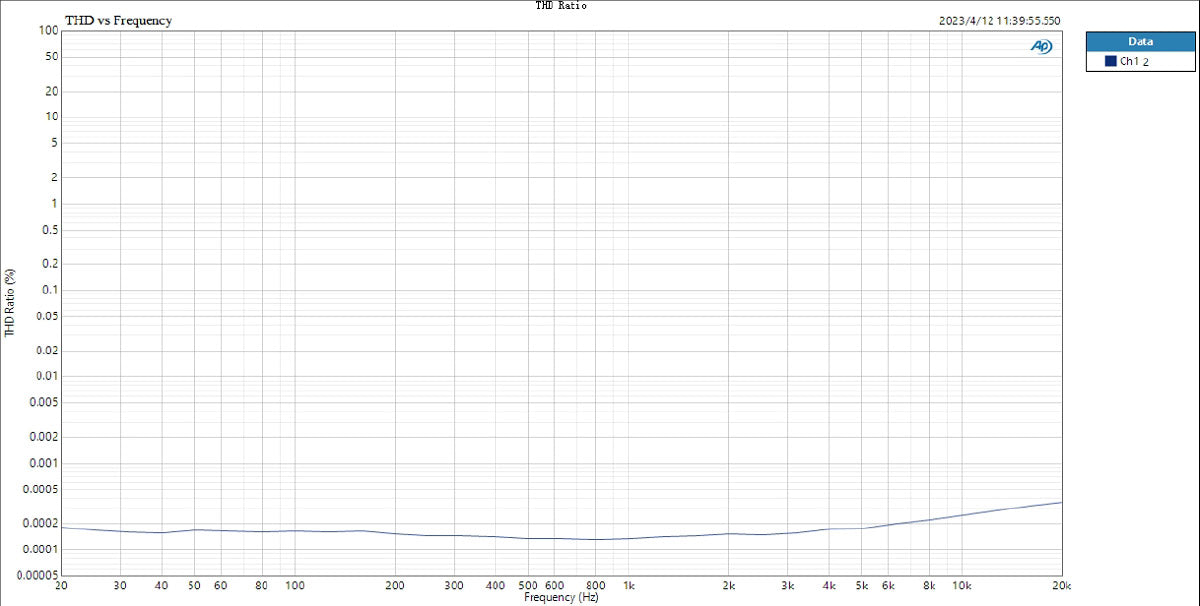 THD Ratio
THD vs Frequency
2023/4/12 11:39:55.550
AP
Data
Ch1 2
THD Ratio (%)
100
50
20
10
5
2
1
0.5
0.2
0.1
0.05
0.02
0.01
0.005
0.002
0.001
0.0005
0.0002
0.0001
0.00005
20 30 40 50 60 80 100 200 300 400 500 600 800 1k 2k 3k 4k 5k 6k 8k 10k 20k
Frequency (Hz)